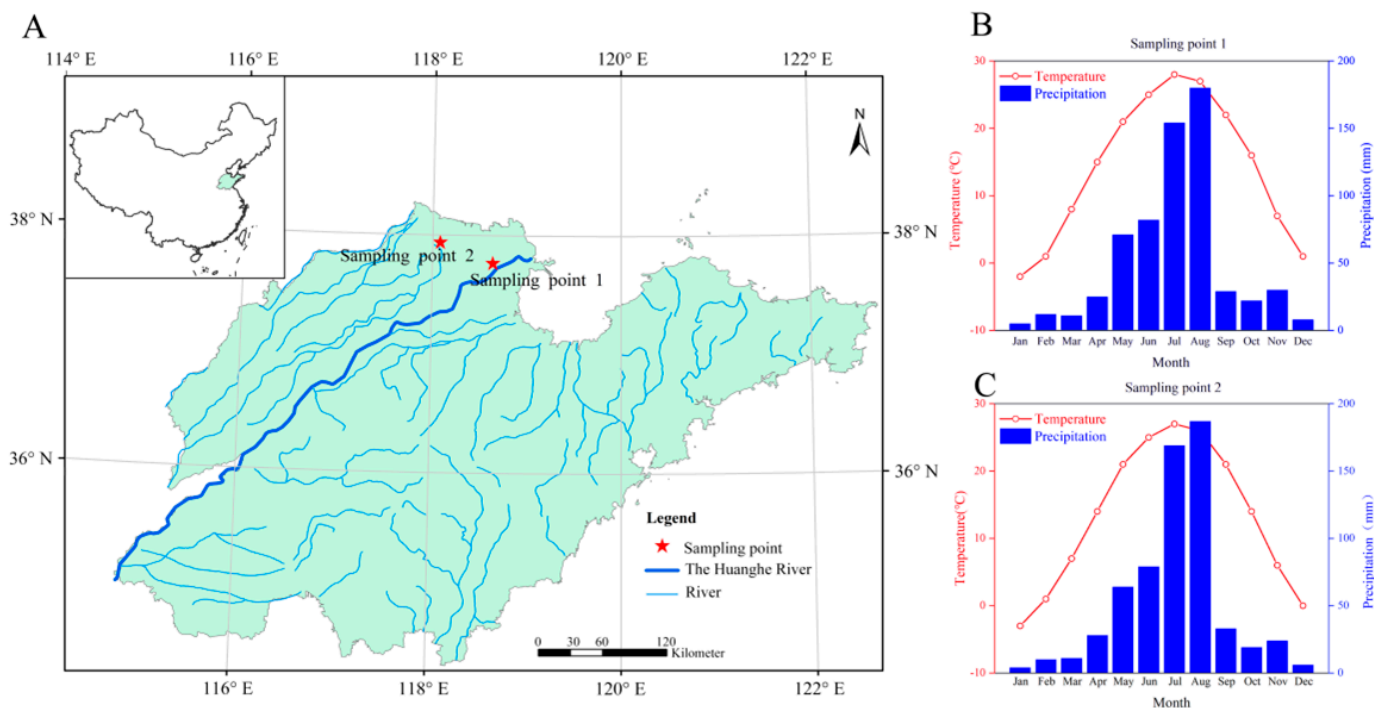 A
114° E
116° E
118° E
120° E
122° E
N
38° N
38° N
Sampling point 2
Sampling point 1
36° N
36° N
Legend
Sampling point
The Huanghe River
River
0 30 60 120
Kilometer
116° E
118° E
120° E
122° E
B
Sampling point 1
Temperature
Precipitation
Temperature (°C)
30
20
10
0
-10
Precipitation (mm)
200
150
100
50
0
Jan Feb Mar Apr May Jun Jul Aug Sep Oct Nov Dec
Month
C
Sampling point 2
Temperature
Precipitation
Temperature(°C)
30
20
10
0
-10
Precipitation (mm)
200
150
100
50
0
Jan Feb Mar Apr May Jun Jul Aug Sep Oct Nov Dec
Month